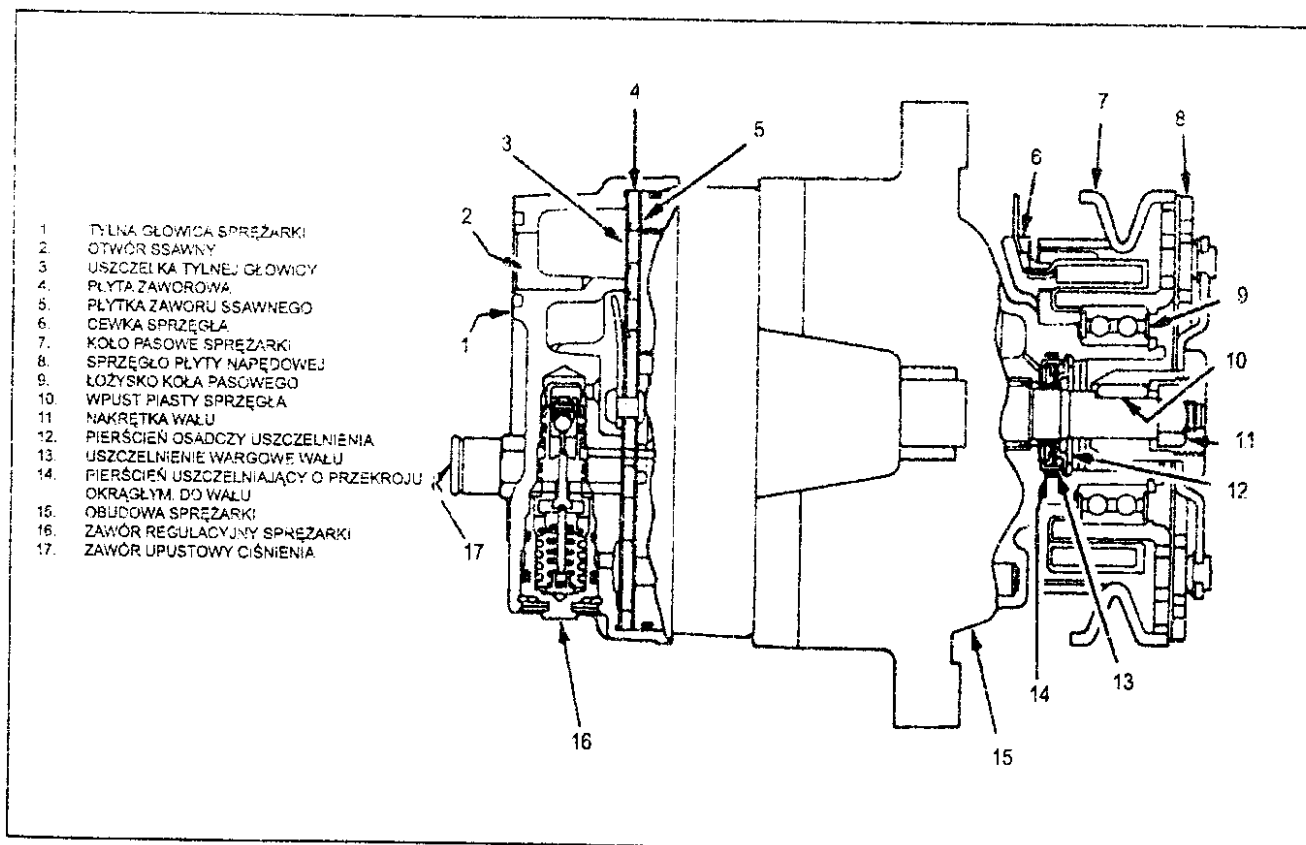 1 TYLNA GŁOWICA SPRĘŻARKI
2. OTWÓR SSAWNY
3 USZCZELKA TYLNEJ GŁOWICY
4. PŁYTA ZAWOROWA
5. PŁYTKA ZAWORU SSAWNEGO
6. CEWKA SPRZĘGŁA
7. KOŁO PASOWE SPRĘŻARKI
8. SPRZĘGŁO PŁYTY NAPĘDOWEJ
9. ŁOŻYSKO KOŁA PASOWEGO
10. WPUST PIASTY SPRZĘGŁA
11 NAKRĘTKA WAŁU
12. PIERŚCIEŃ OSADCZY USZCZELNIENIA
13. USZCZELNIENIE WARGOWE WAŁU
14. PIERŚCIEŃ USZCZELNIAJĄCY O PRZEKROJU
OKRĄGŁYM. DO WAŁU
15. OBUDOWA SPRĘŻARKI
16. ZAWÓR REGULACYJNY SPRĘŻARKI
17. ZAWÓR UPUSTOWY CIŚNIENIA
4
7
5
8
3
6
2
9
1
10
11
12
17
14
13
16
15